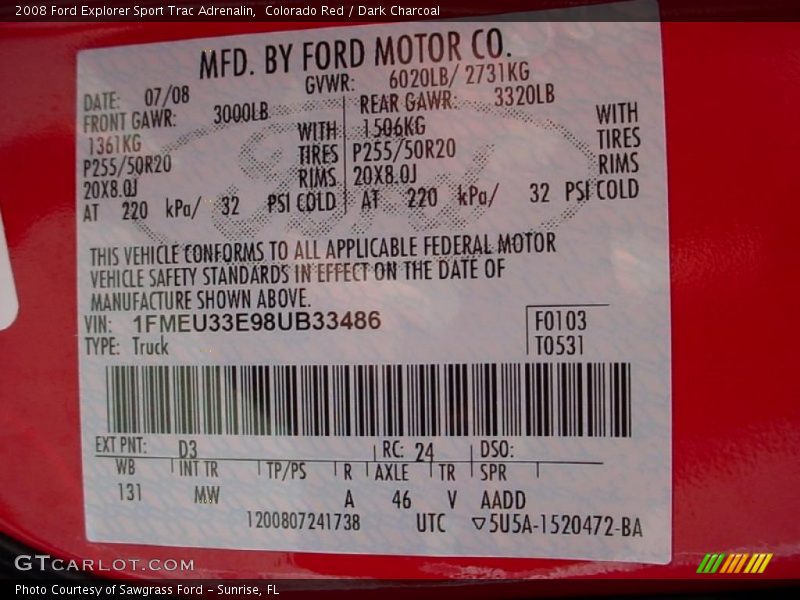 2008 Ford Explorer Sport Trac Adrenalin,  Colorado Red / Dark Charcoal
MFD. BY FORD MOTOR CO.
DATE: 07/08
GVWR: 6020LB/ 2731KG
FRONT GAWR: 3000LB
1361KG
WITH
TIRES
RIMS
P255/50R20
20X8.0J
AT 220 kPa/ 32 PSI COLD
REAR GAWR: 3320LB
1506KG
WITH
TIRES
RIMS
P255/50R20
20X8.0J
AT 220 kPa/ 32 PSI COLD
THIS VEHICLE CONFORMS TO ALL APPLICABLE FEDERAL MOTOR
VEHICLE SAFETY STANDARDS IN EFFECT ON THE DATE OF
MANUFACTURE SHOWN ABOVE.
VIN: 1FMEU33E98UB33486
TYPE: Truck
F0103
T0531
EXT PNT: D3 RC: 24 DSO:
WB INT TR TP/PS R AXLE TR SPR
131 MW A 46 V AADD
1200807241738 UTC ▽5U5A-1520472-BA
GTCARLOT.COM
Photo Courtesy of Sawgrass Ford - Sunrise, FL